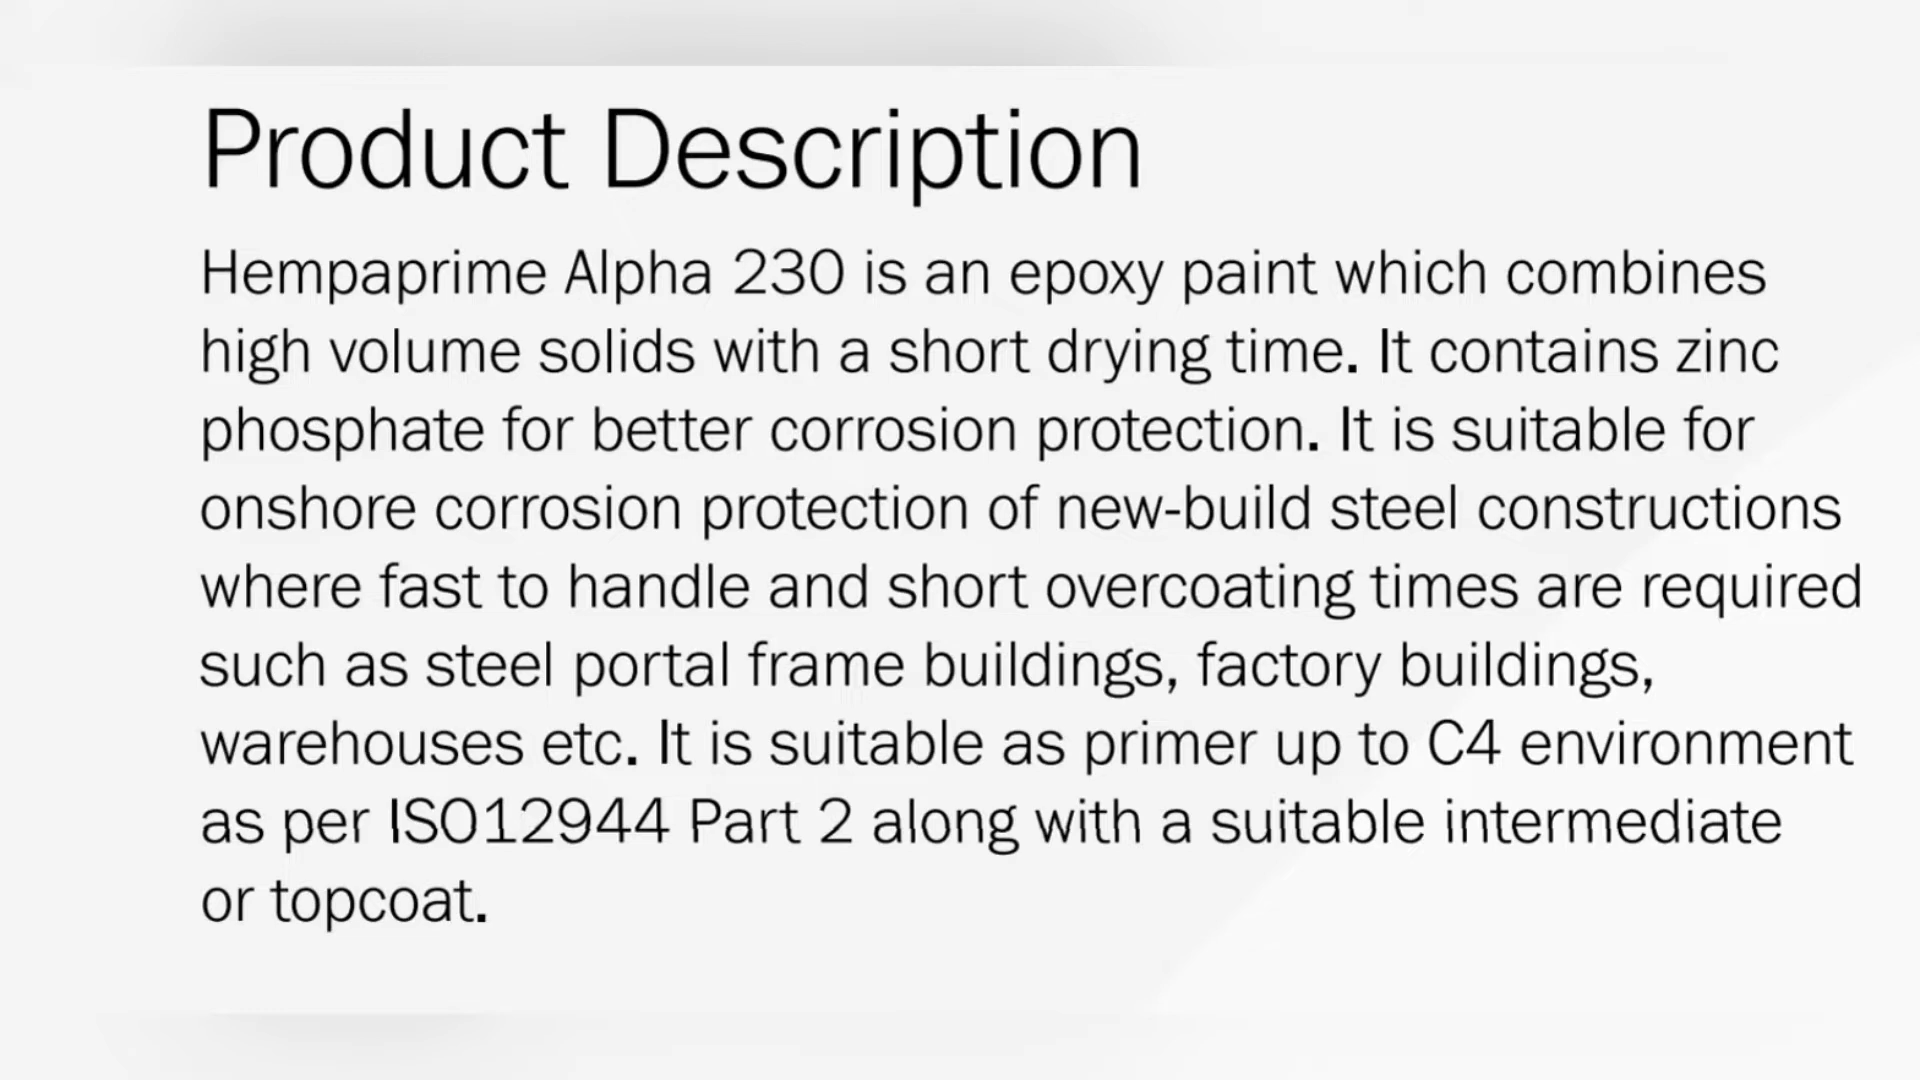 Product Description
Hempaprime Alpha 230 is an epoxy paint which combines
high volume solids with a short drying time. It contains zinc
phosphate for better corrosion protection. It is suitable for
onshore corrosion protection of new-build steel constructions
where fast to handle and short overcoating times are required
such as steel portal frame buildings, factory buildings,
warehouses etc. It is suitable as primer up to C4 environment
as per ISO12944 Part 2 along with a suitable intermediate
or topcoat.